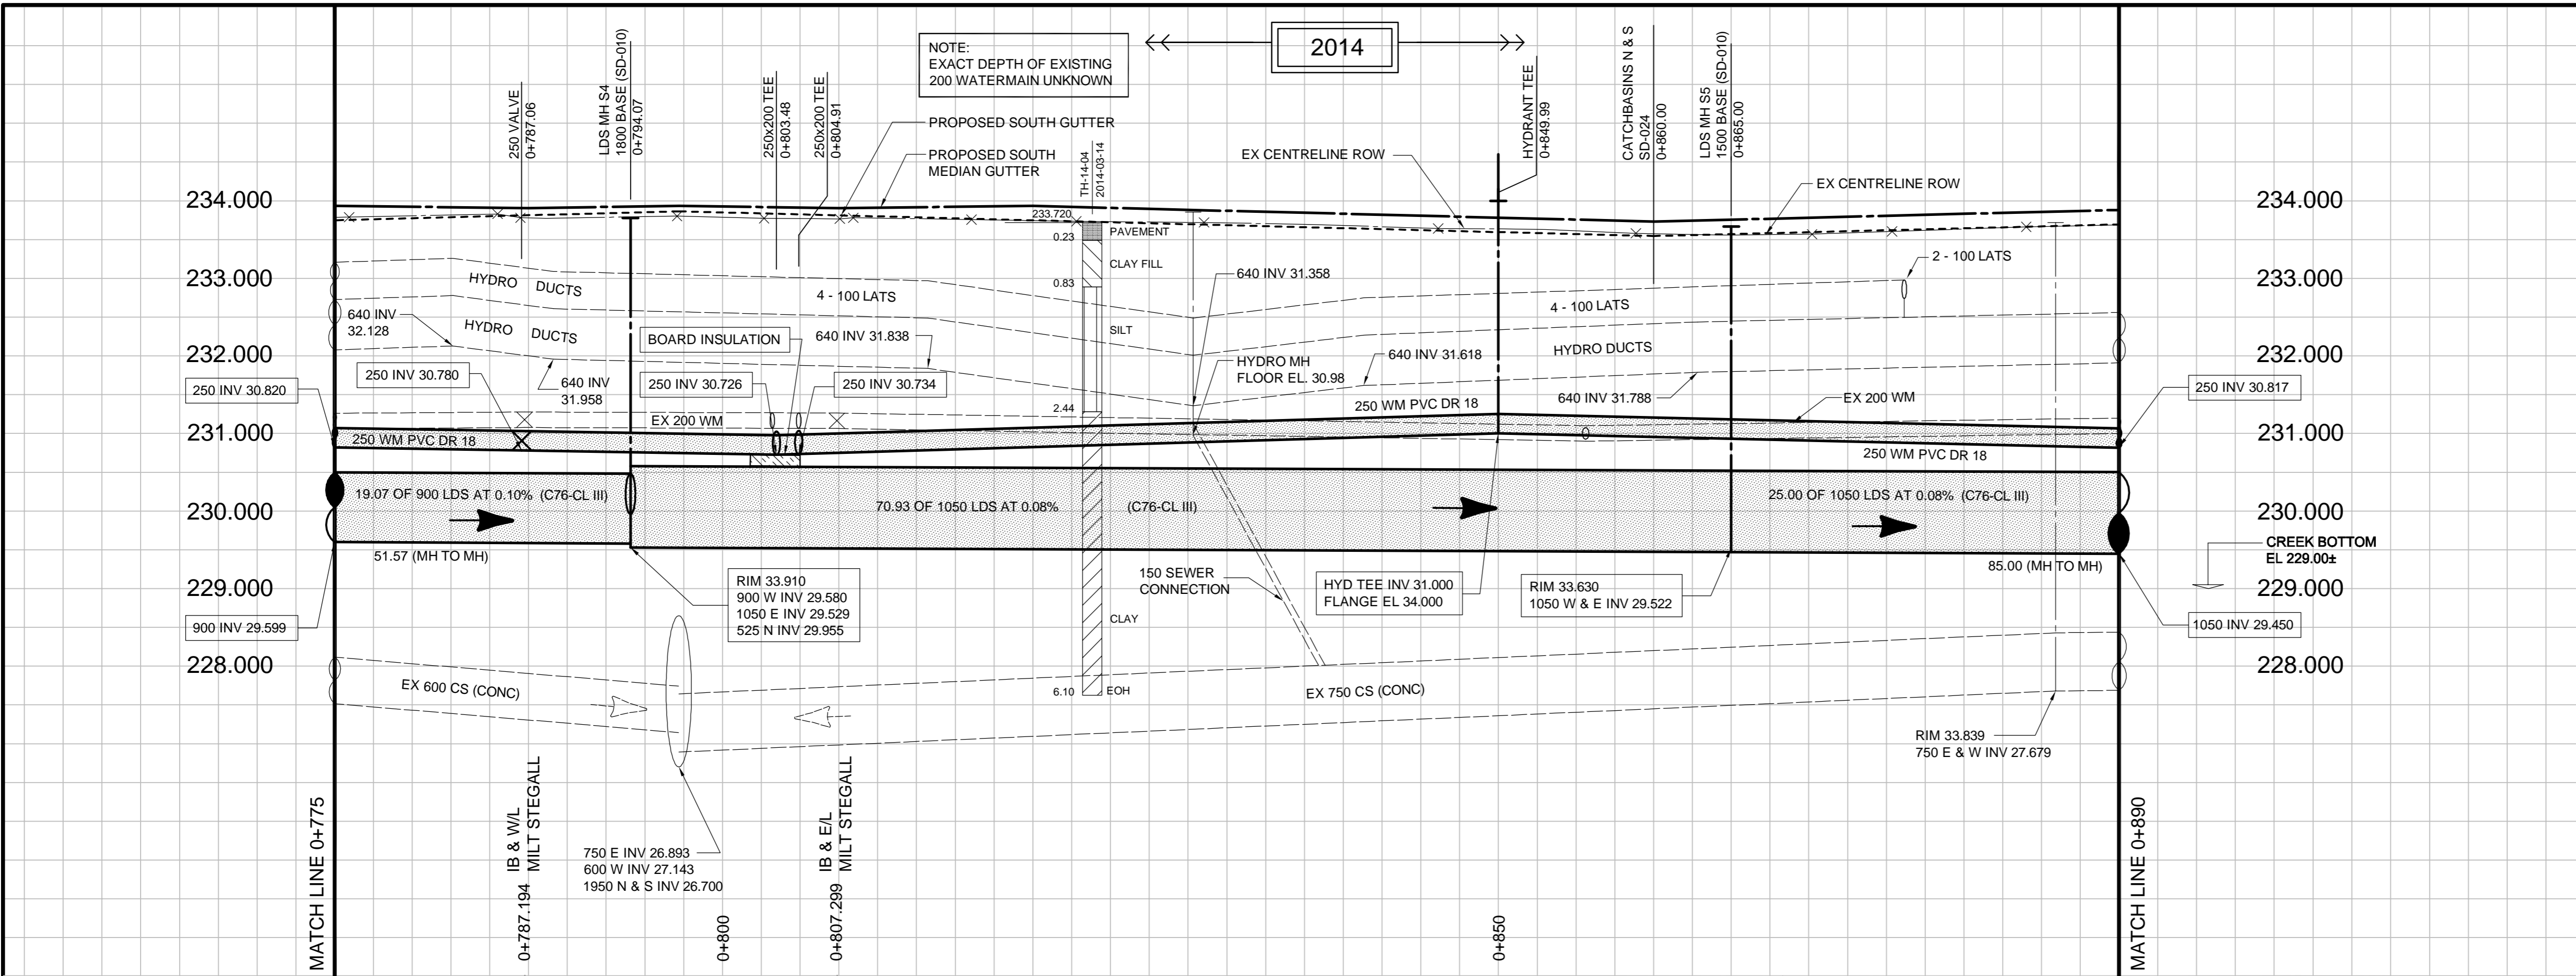 NOTE:
EXACT DEPTH OF EXISTING
200 WATERMAIN UNKNOWN
2014
250 VALVE
0+787.06
LDS MH S4
1800 BASE (SD-010)
0+794.07
250x200 TEE
0+803.48
250x200 TEE
0+804.91
PROPOSED SOUTH GUTTER
PROPOSED SOUTH
MEDIAN GUTTER
TH-14-04
2014-03-14
EX CENTRELINE ROW
HYDRANT TEE
0+849.99
CATCHBASINS N & S
SD-024
0+860.00
LDS MH S5
1500 BASE (SD-010)
0+865.00
EX CENTRELINE ROW
234.000
233.000
232.000
231.000
230.000
229.000
228.000
234.000
233.000
232.000
231.000
230.000
229.000
228.000
233.720
0.23
PAVEMENT
CLAY FILL
0.83
SILT
2.44
CLAY
6.10
EOH
HYDRO DUCTS
4 - 100 LATS
640 INV 31.358
2 - 100 LATS
4 - 100 LATS
640 INV
32.128
HYDRO DUCTS
BOARD INSULATION
640 INV 31.838
HYDRO MH
FLOOR EL. 30.98
640 INV 31.618
HYDRO DUCTS
250 INV 30.820
250 INV 30.780
640 INV
31.958
250 INV 30.726
250 INV 30.734
250 WM PVC DR 18
640 INV 31.788
EX 200 WM
250 INV 30.817
EX 200 WM
250 WM PVC DR 18
250 WM PVC DR 18
19.07 OF 900 LDS AT 0.10% (C76-CL III)
70.93 OF 1050 LDS AT 0.08% (C76-CL III)
25.00 OF 1050 LDS AT 0.08% (C76-CL III)
CREEK BOTTOM
EL 229.00±
51.57 (MH TO MH)
85.00 (MH TO MH)
RIM 33.910
900 W INV 29.580
1050 E INV 29.529
525 N INV 29.955
150 SEWER
CONNECTION
HYD TEE INV 31.000
FLANGE EL 34.000
RIM 33.630
1050 W & E INV 29.522
900 INV 29.599
1050 INV 29.450
EX 600 CS (CONC)
EX 750 CS (CONC)
RIM 33.839
750 E & W INV 27.679
750 E INV 26.893
600 W INV 27.143
1950 N & S INV 26.700
MATCH LINE 0+775
0+787.194 IB & W/L
MILT STEGALL
0+800
0+807.299 IB & E/L
MILT STEGALL
0+850
MATCH LINE 0+890